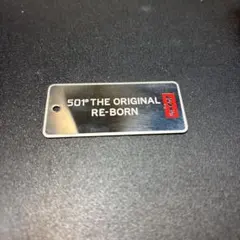 501® THE ORIGINAL
RE-BORN